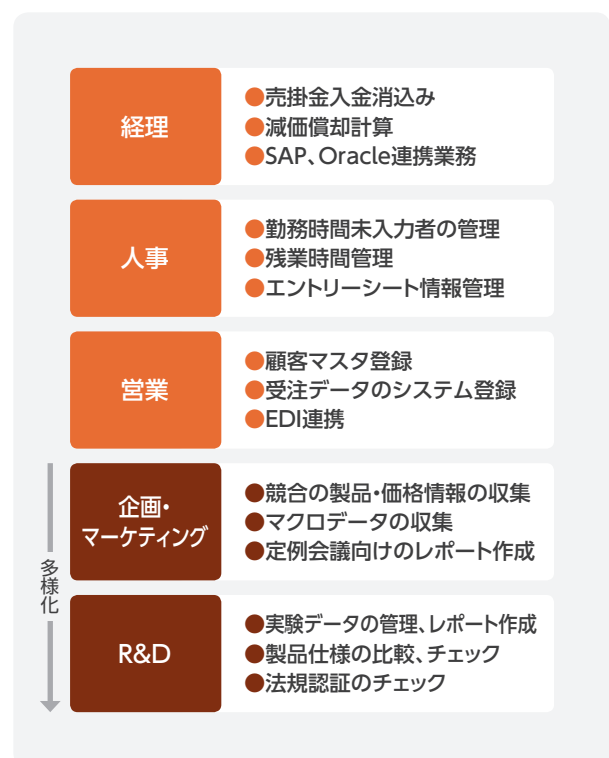 経理
●売掛金入金消込み
●減価償却計算
●SAP、Oracle連携業務
人事
●勤務時間未入力者の管理
●残業時間管理
●エントリーシート情報管理
営業
●顧客マスタ登録
●受注データのシステム登録
●EDI連携
多様化
企画・
マーケティング
●競合の製品・価格情報の収集
●マクロデータの収集
●定例会議向けのレポート作成
R&D
●実験データの管理、レポート作成
●製品仕様の比較、チェック
●法規認証のチェック